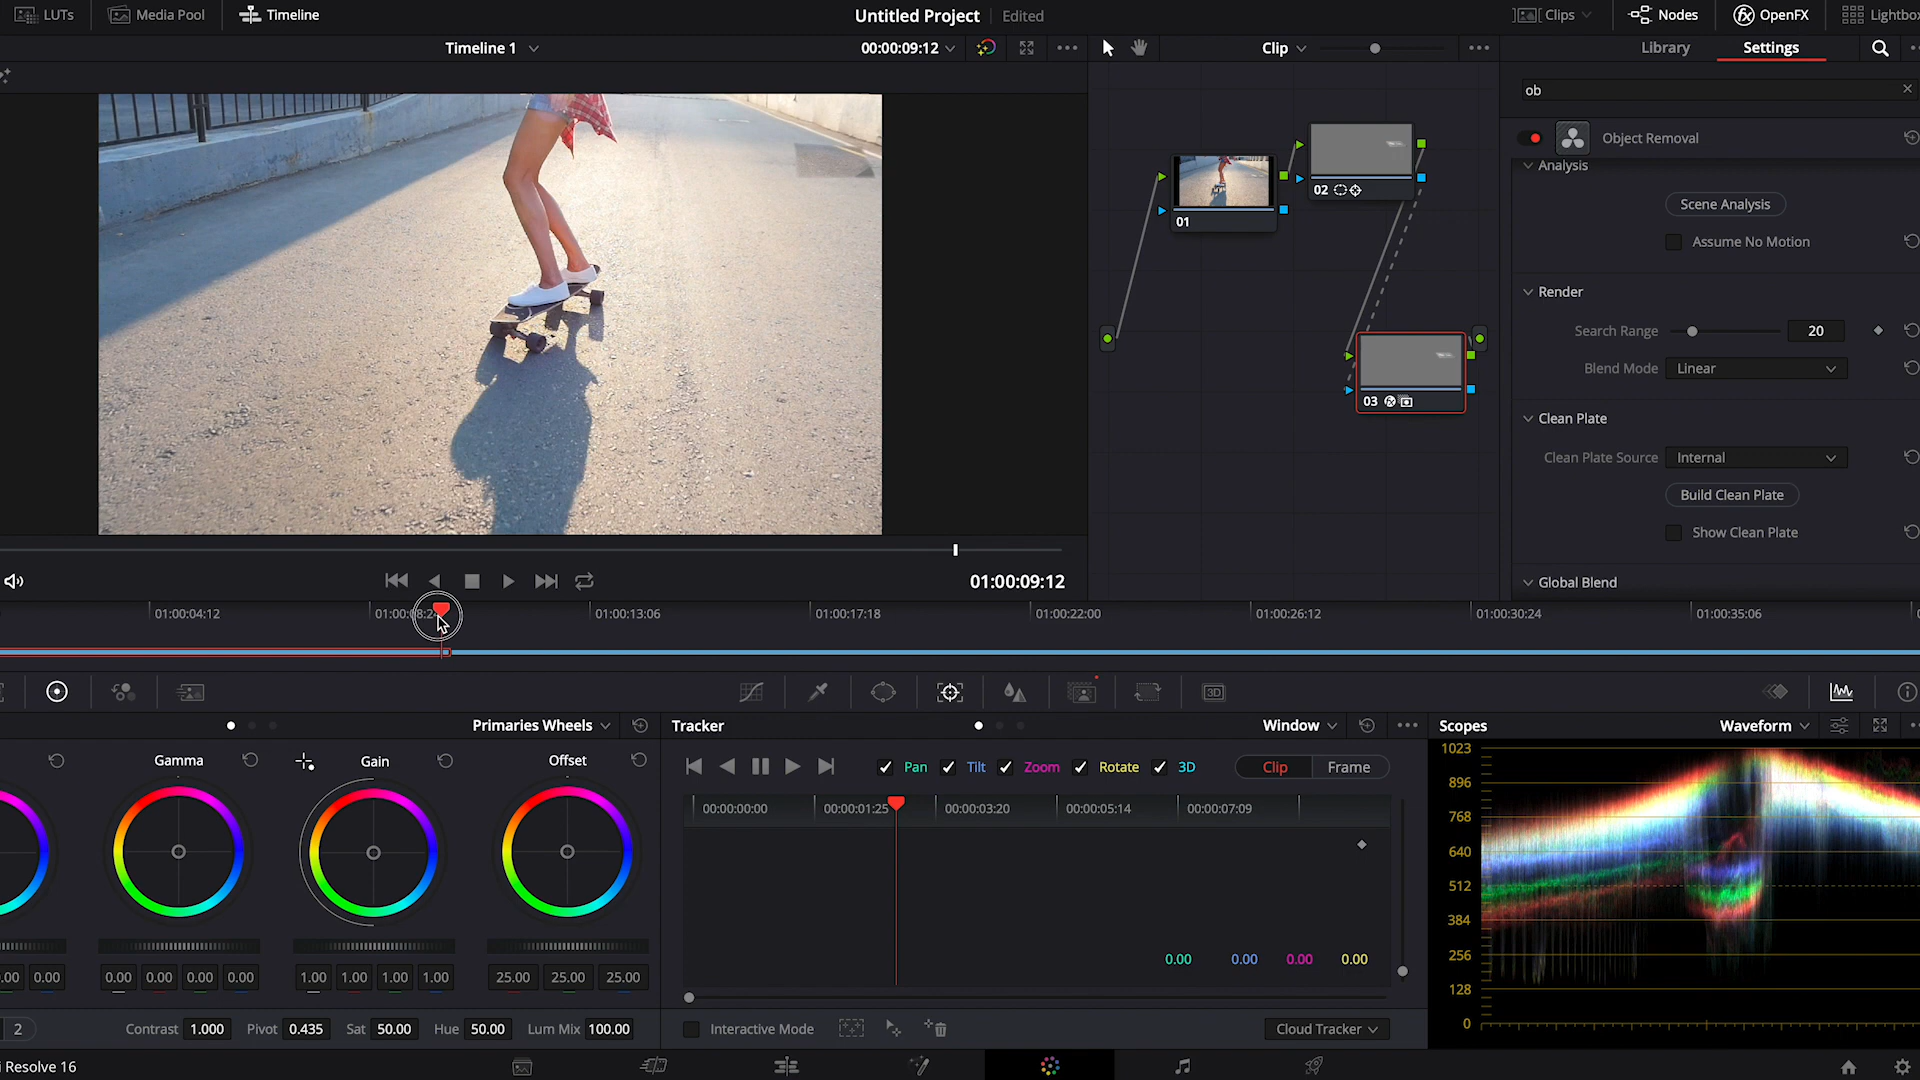 LUTs Media Pool Timeline Untitled Project Edited Clips Nodes OpenFX Lightbox
Timeline 1 00:00:09:12 Clip Library Settings
ob
Object Removal
Analysis
Scene Analysis
Assume No Motion
Render
Search Range 20
Blend Mode Linear
Clean Plate
Clean Plate Source Internal
Build Clean Plate
Show Clean Plate
Global Blend
01
02
03
01:00:09:12
01:00:04:12 01:00:13:06 01:00:17:18 01:00:22:00 01:00:26:12 01:00:30:24 01:00:35:06
Primaries Wheels Tracker Window Scopes Waveform
Gamma Gain Offset
Pan Tilt Zoom Rotate 3D Clip Frame
00:00:00:00 00:00:01:25 00:00:03:20 00:00:05:14 00:00:07:09
0.00 0.00 0.00 0.00
.00 0.00 0.00 0.00 0.00 0.00 1.00 1.00 1.00 1.00 25.00 25.00 25.00
2 Contrast 1.000 Pivot 0.435 Sat 50.00 Hue 50.00 Lum Mix 100.00 Interactive Mode Cloud Tracker
1023
896
768
640
512
384
256
128
0
3D
i Resolve 16